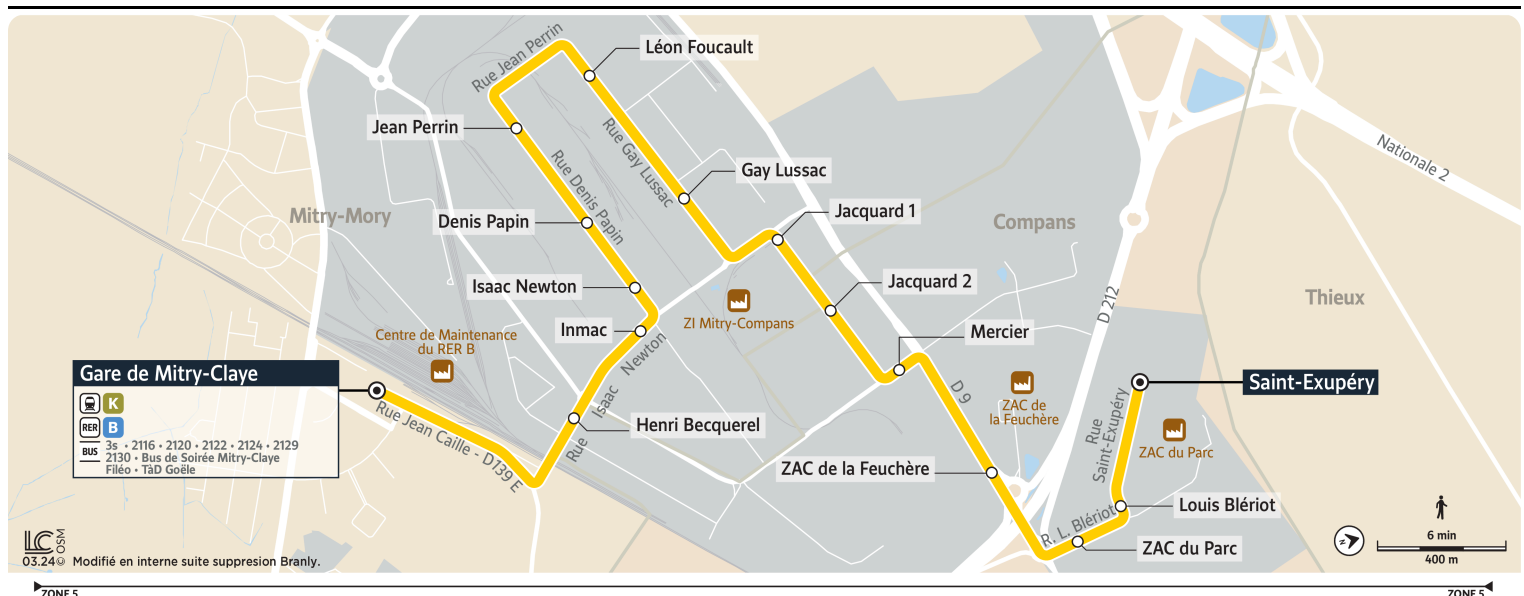 Rue Jean Perrin
Léon Foucault
Jean Perrin
Rue Gay Lussac
Rue Denis Papin
Gay Lussac
Nationale 2
Mitry-Mory
Denis Papin
Jacquard 1
Compans
Isaac Newton
Jacquard 2
D 212
Thieux
ZI Mitry-Compans
Inmac
Mercier
Centre de Maintenance
du RER B
Rue Isaac Newton
Gare de Mitry-Claye
K
RER B
BUS
3s • 2116 • 2120 • 2122 • 2124 • 2129
2130 • Bus de Soirée Mitry-Claye
Filéo • TàD Goële
Rue Jean Caille - D139 E
D 9
ZAC de
la Feuchère
Saint-Exupéry
Rue
Saint-Exupéry
Henri Becquerel
ZAC du Parc
ZAC de la Feuchère
Louis Blériot
R. L. Blériot
ZAC du Parc
N
6 min
400 m
LC OSM
03.24© Modifié en interne suite suppresion Branly.
ZONE 5
ZONE 5